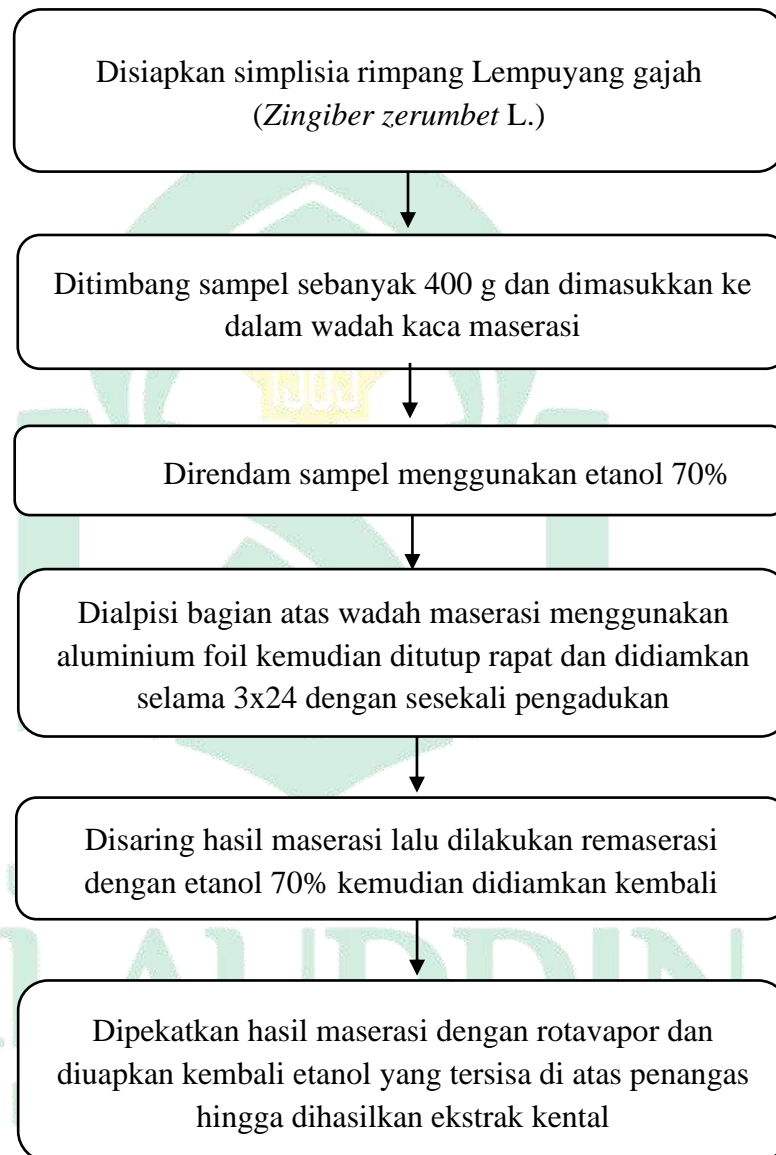 Disiapkan simplisia rimpang Lempuyang gajah
(Zingiber zerumbet L.)
Ditimbang sampel sebanyak 400 g dan dimasukkan ke
dalam wadah kaca maserasi
Direndam sampel menggunakan etanol 70%
Dialpisi bagian atas wadah maserasi menggunakan
aluminium foil kemudian ditutup rapat dan didiamkan
selama 3x24 dengan sesekali pengadukan
Disaring hasil maserasi lalu dilakukan remaserasi
dengan etanol 70% kemudian didiamkan kembali
Dipekatkan hasil maserasi dengan rotavapor dan
diuapkan kembali etanol yang tersisa di atas penangas
hingga dihasilkan ekstrak kental